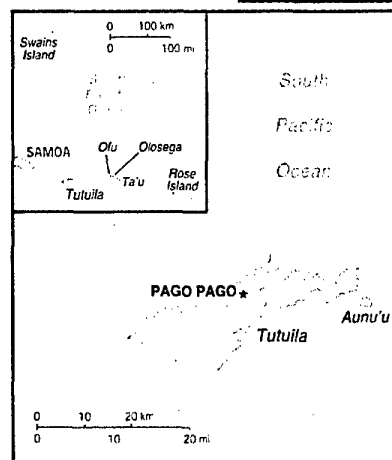 Swains
Island
0 100 km
0 100 mi
South
Pacific
Ocean
SAMOA
Ofu
Olosega
Ta'u
Tutuila
Rose
Island
PAGO PAGO
Aunu'u
Tutuila
0 10 20 km
0 10 20 mi